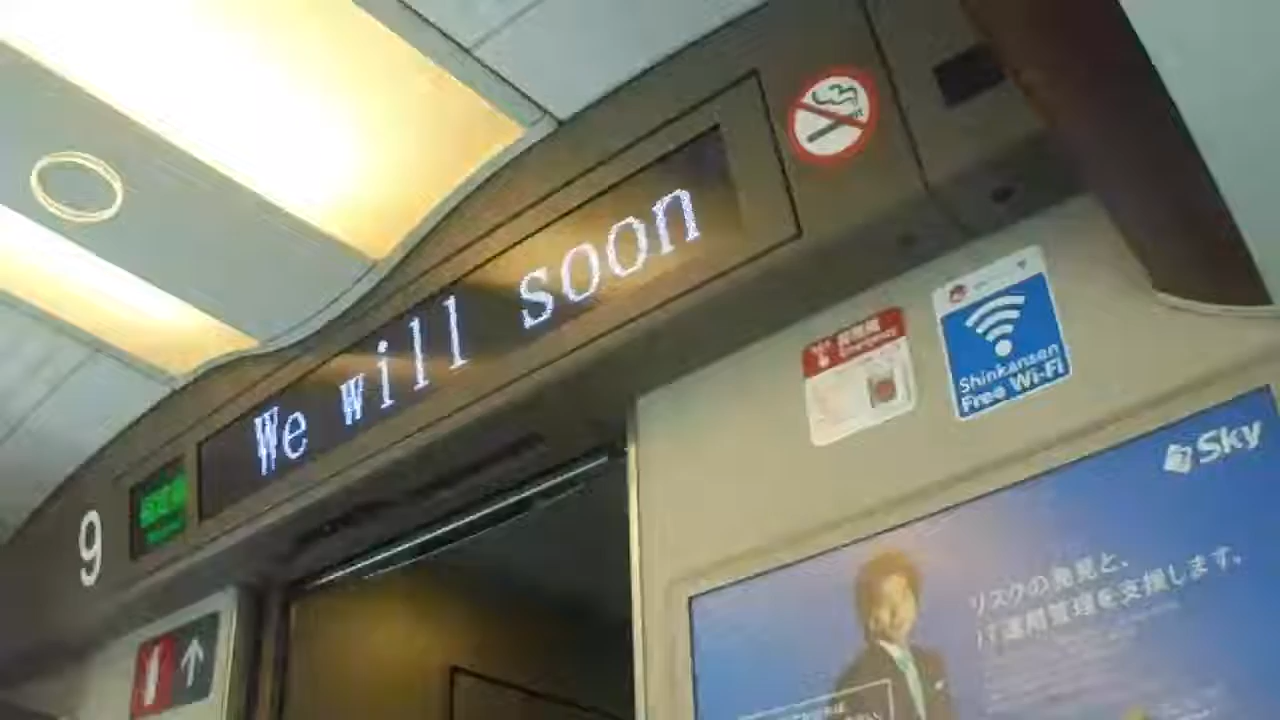 We will soon
9
Emergency
Shinkansen
Free Wi-Fi
Sky
リスクの発見と、
IT運用管理を支援します。